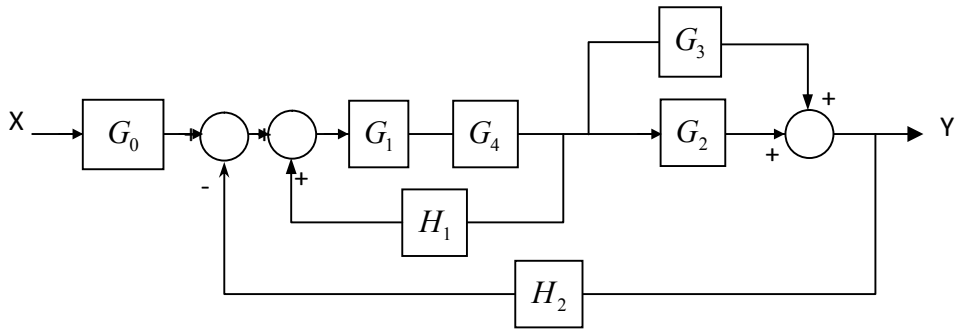 G3
+
X
G0
+
+
G1
G4
G2
+
Y
-
+
H1
H2